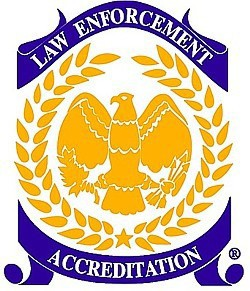 LAW ENFORCEMENT
ACCREDITATION
®